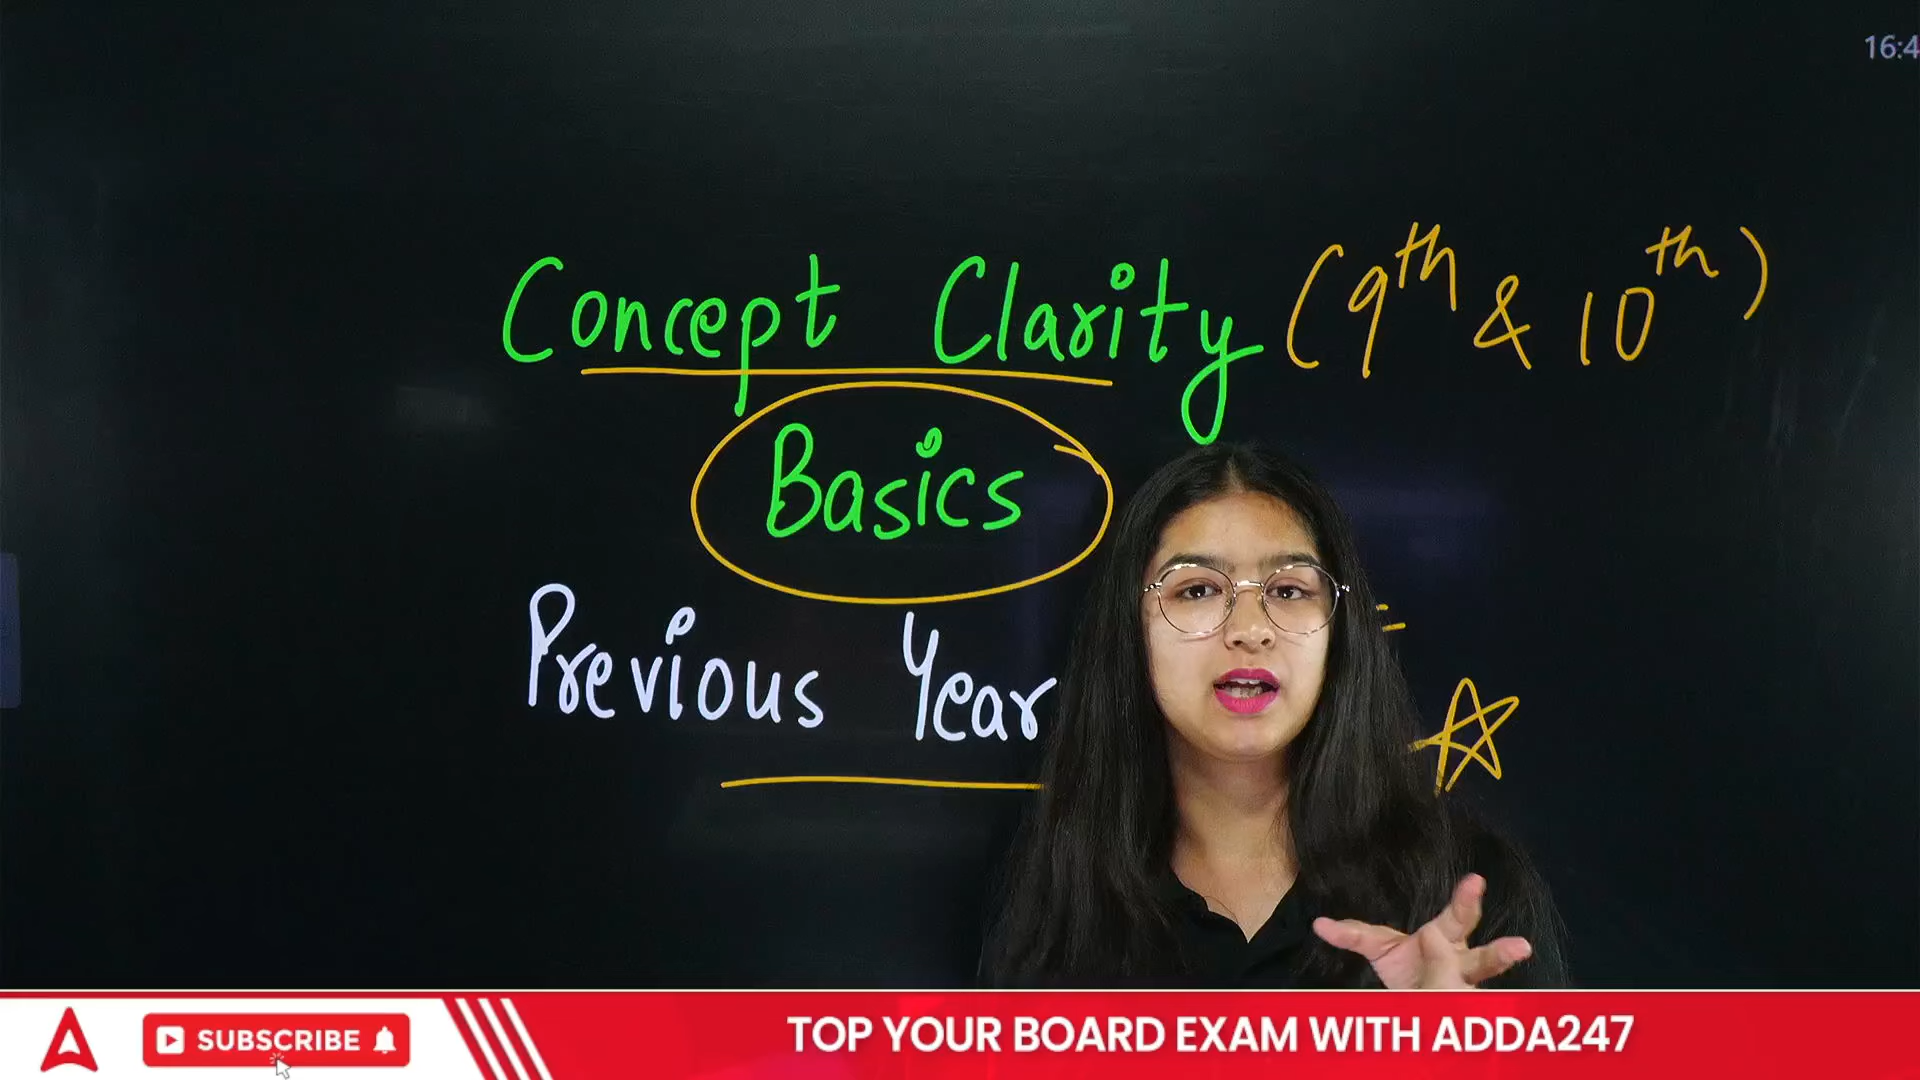 16:4
Concept Clarity (9th & 10th)
Basics
Previous Year
SUBSCRIBE
TOP YOUR BOARD EXAM WITH ADDA247